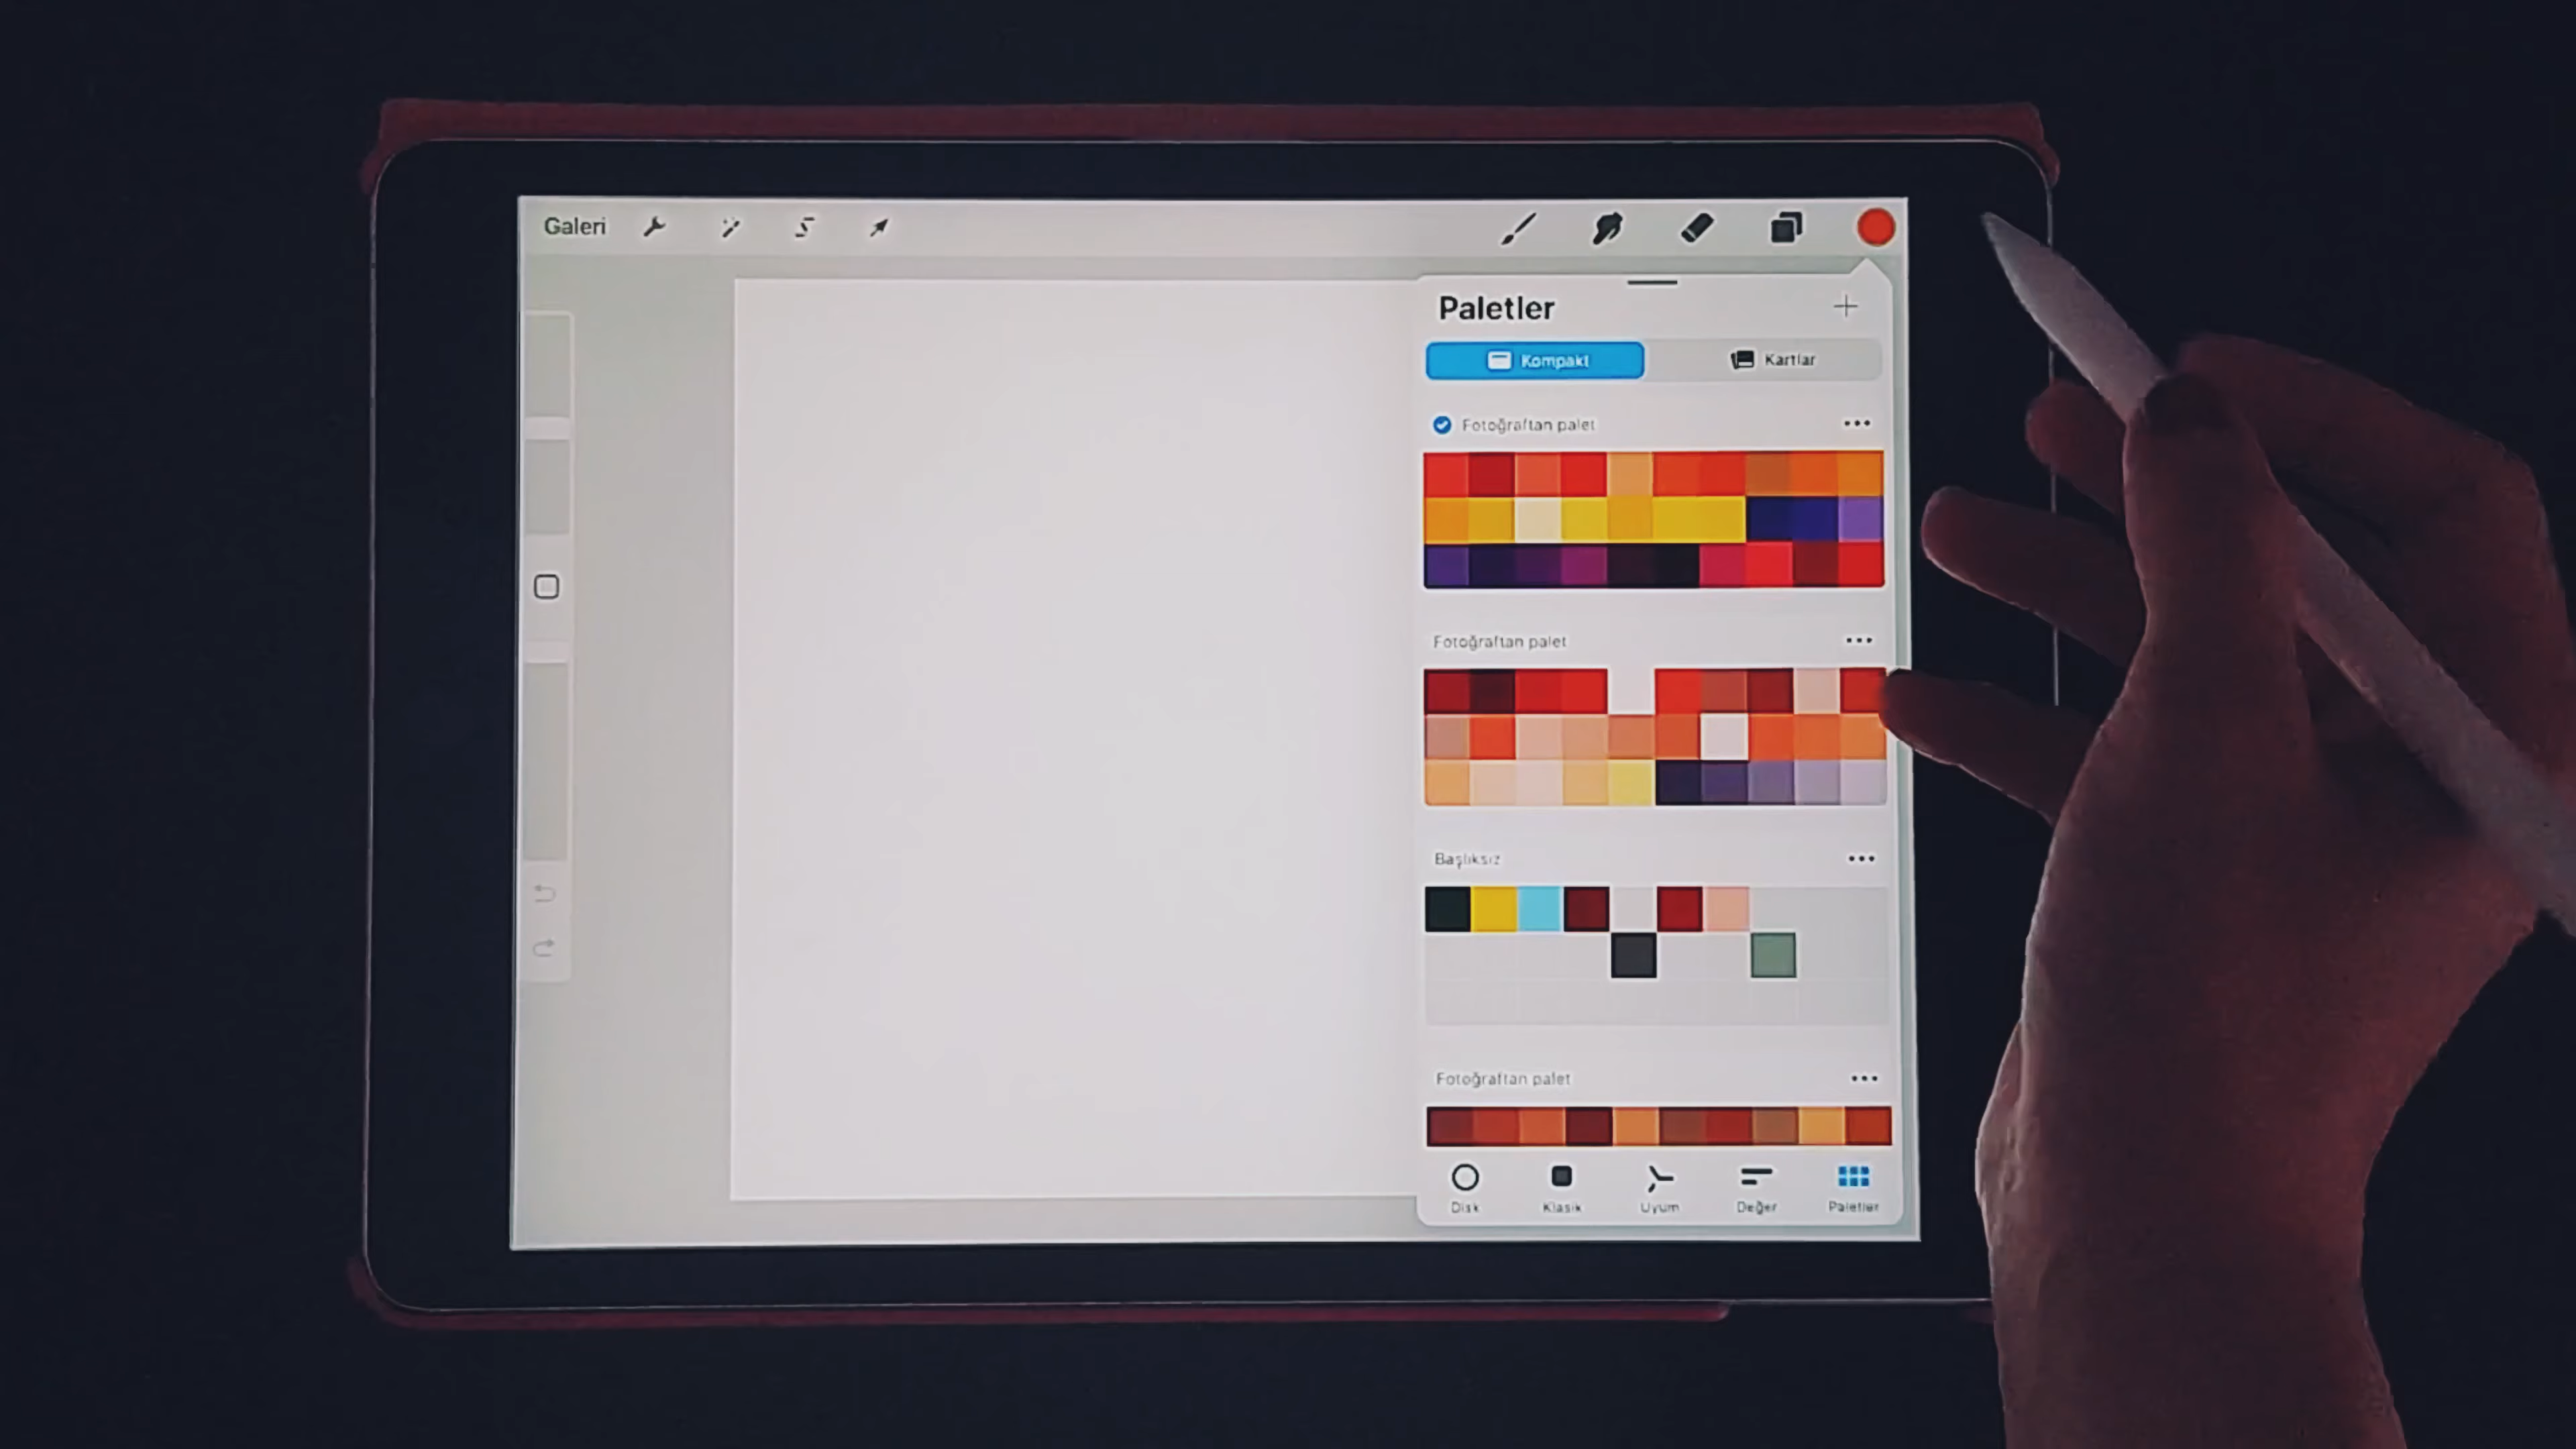 Galeri
Paletler
Kompakt
Kartlar
Fotoğraftan palet
Fotoğraftan palet
Başlıksız
Fotoğraftan palet
Disk
Klasik
Uyum
Değer
Paletler